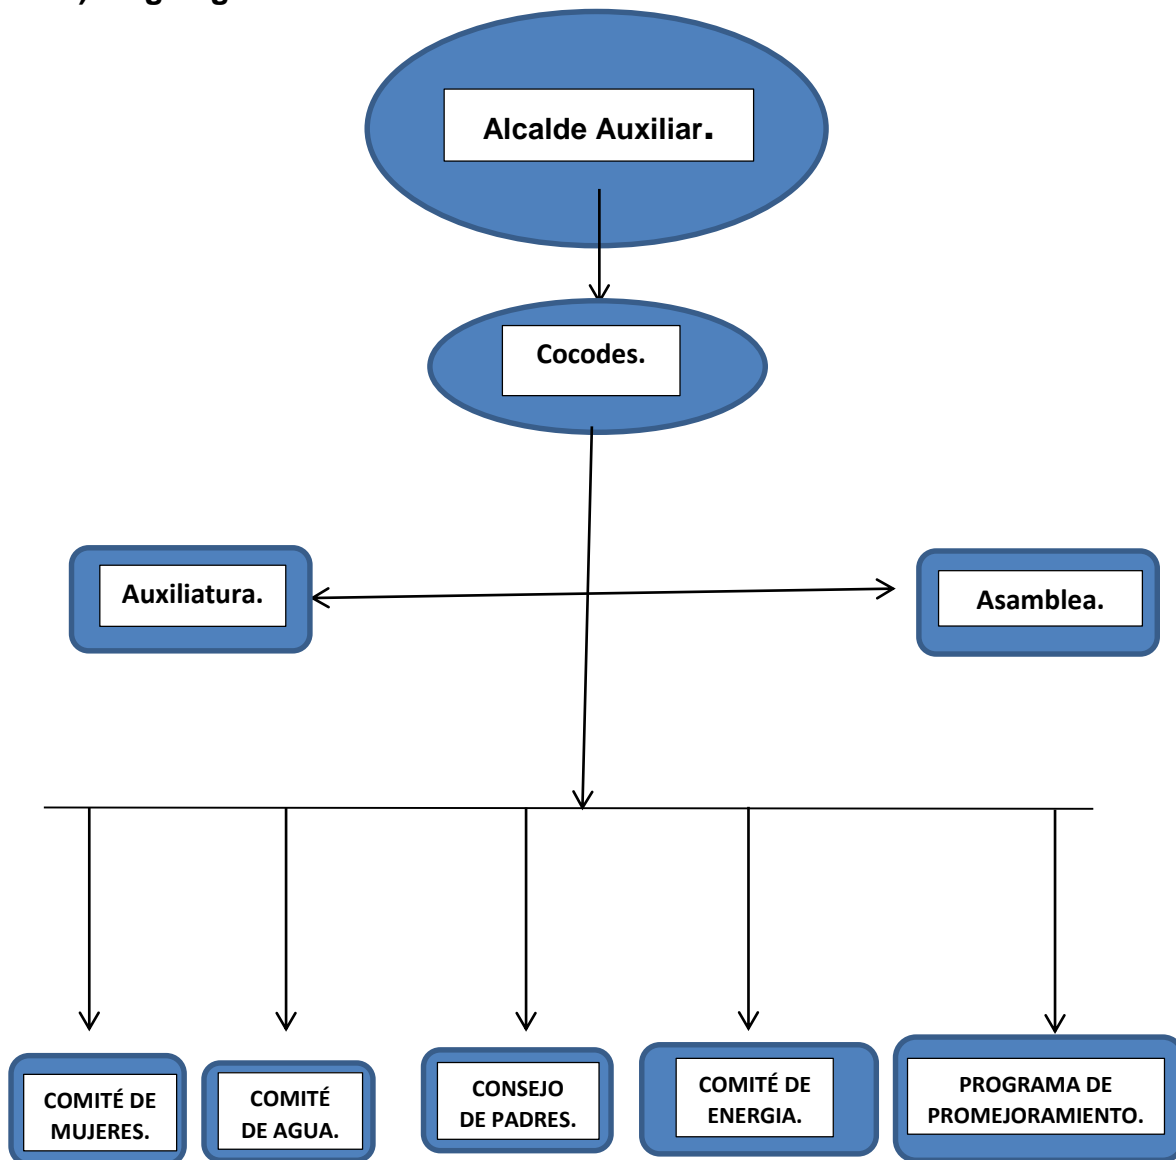 Alcalde Auxiliar.
Cocodes.
Auxiliatura.
Asamblea.
COMITÉ DE
MUJERES.
COMITÉ
DE AGUA.
CONSEJO
DE PADRES.
COMITÉ DE
ENERGIA.
PROGRAMA DE
PROMEJORAMIENTO.